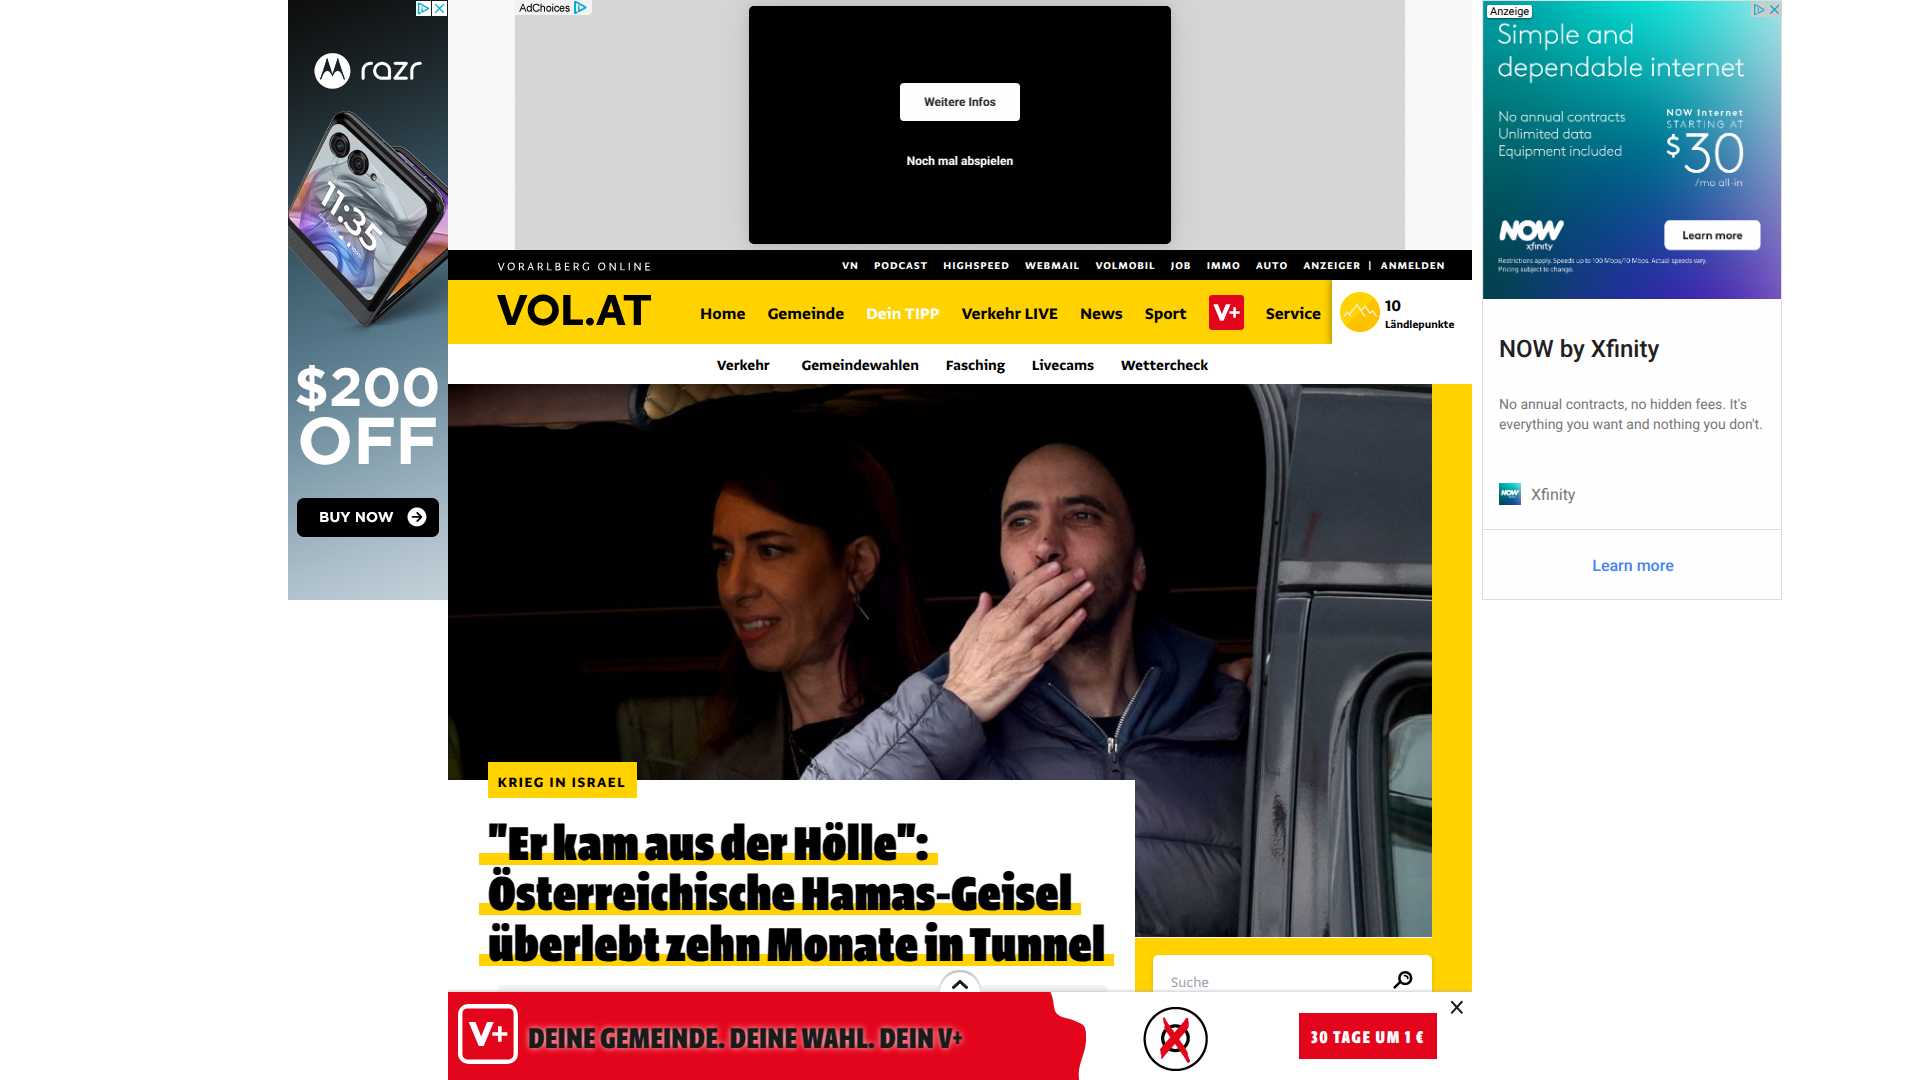 razr
11:35
$200
OFF
BUY NOW
AdChoices
Weitere Infos
Noch mal abspielen
Anzeige
Simple and
dependable internet
No annual contracts
Unlimited data
Equipment included
NOW Internet
STARTING AT
$30
/mo all-in
NOW
xfinity
Learn more
Restrictions apply. Speeds up to 100 Mbps/10 Mbps. Actual speeds vary.
Pricing subject to change.
NOW by Xfinity
No annual contracts, no hidden fees. It's
everything you want and nothing you don't.
NOW
Xfinity
Learn more
VORARLBERG ONLINE
VN PODCAST HIGHSPEED WEBMAIL VOLMOBIL JOB IMMO AUTO ANZEIGER | ANMELDEN
VOL.AT
Home Gemeinde Dein TIPP Verkehr LIVE News Sport V+ Service
10
Ländlepunkte
Verkehr Gemeindewahlen Fasching Livecams Wettercheck
KRIEG IN ISRAEL
"Er kam aus der Hölle":
Österreichische Hamas-Geisel
überlebt zehn Monate in Tunnel
Suche
V+ DEINE GEMEINDE. DEINE WAHL. DEIN V+
30 TAGE UM 1 €